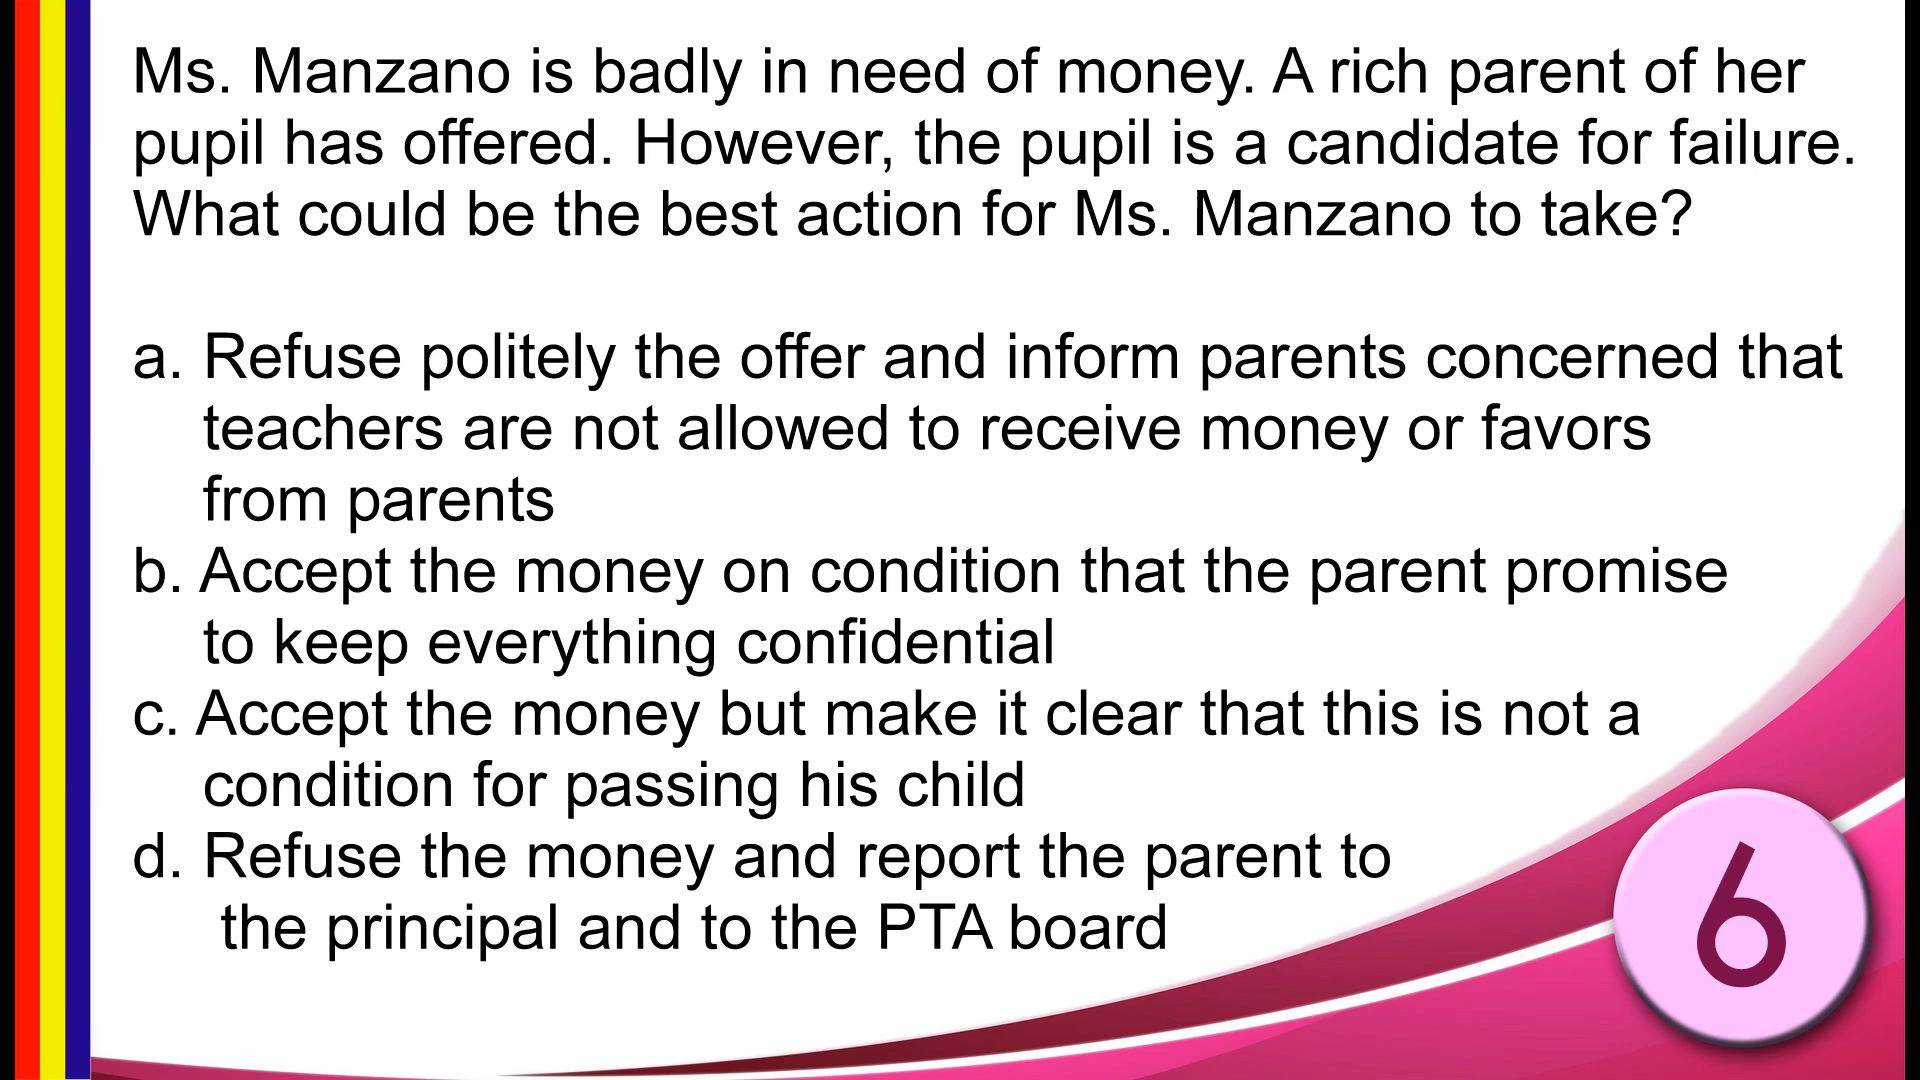 Ms. Manzano is badly in need of money. A rich parent of her
pupil has offered. However, the pupil is a candidate for failure.
What could be the best action for Ms. Manzano to take?
a. Refuse politely the offer and inform parents concerned that
teachers are not allowed to receive money or favors
from parents
b. Accept the money on condition that the parent promise
to keep everything confidential
c. Accept the money but make it clear that this is not a
condition for passing his child
d. Refuse the money and report the parent to
the principal and to the PTA board
6